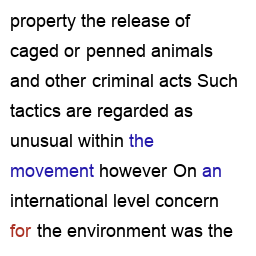 property the release of
caged or penned animals
and other criminal acts Such
tactics are regarded as
unusual within the
movement however On an
international level concern
for the environment was the